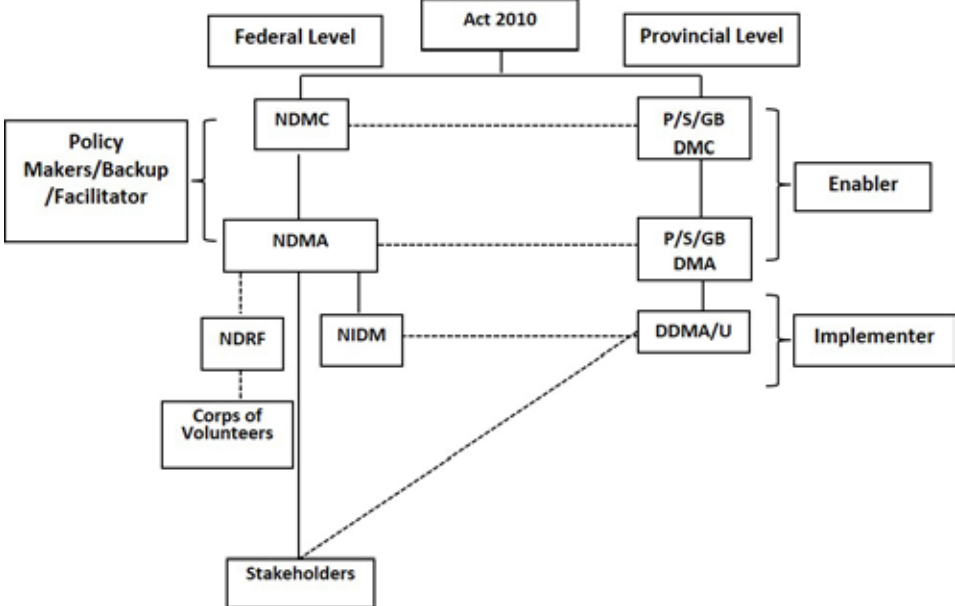 Act 2010
Federal Level
Provincial Level
NDMC
P/S/GB
DMC
Policy
Makers/Backup
/Facilitator
Enabler
NDMA
P/S/GB
DMA
NDRF
NIDM
DDMA/U
Implementer
Corps of
Volunteers
Stakeholders